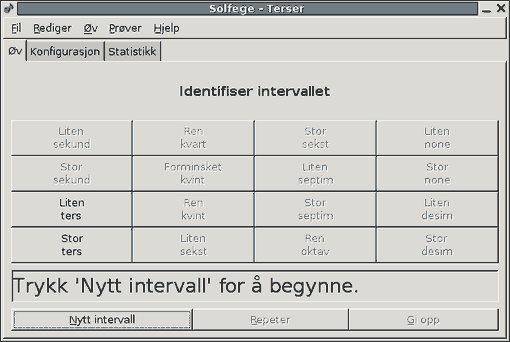 Solfege - Terser
Fil Rediger Øv Prøver Hjelp
Øv Konfigurasjon Statistikk
Identifiser intervallet
Liten sekund
Ren kvart
Stor sekst
Liten none
Stor sekund
Forminsket kvint
Liten septim
Stor none
Liten ters
Ren kvint
Stor septim
Liten desim
Stor ters
Liten sekst
Ren oktav
Stor desim
Trykk 'Nytt intervall' for å begynne.
Nytt intervall Repeter Gi opp